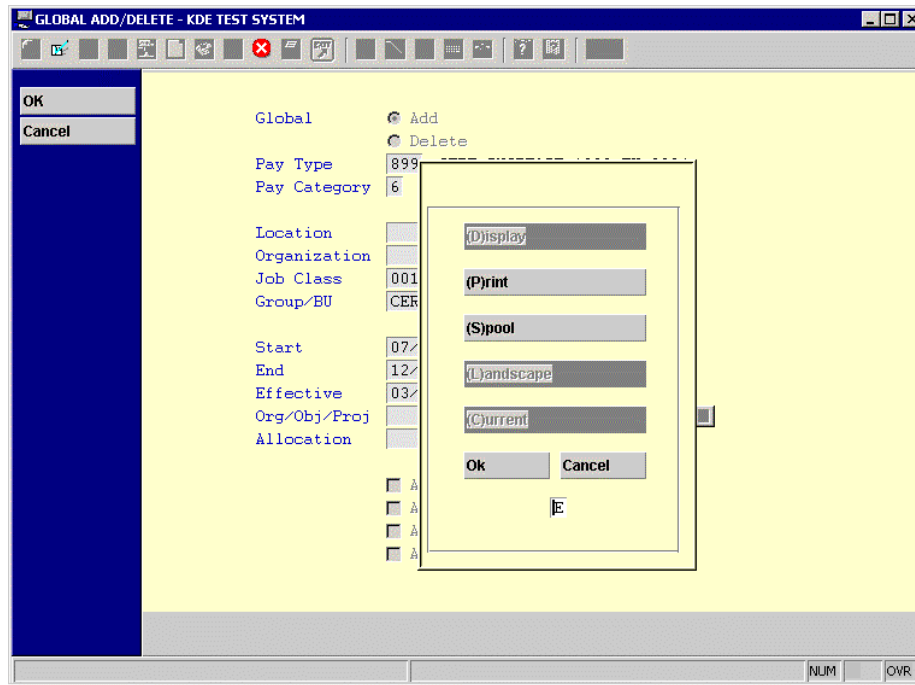 GLOBAL ADD/DELETE - KDE TEST SYSTEM
OK
Cancel
Global Add
Delete
Pay Type 899
Pay Category 6
Location
Organization
Job Class 001
Group/BU CER
Start 07/
End 12/
Effective 03/
Org/Obj/Proj
Allocation
A
A
A
A
(D)isplay
(P)rint
(S)pool
(L)andscape
(C)urrent
Ok Cancel
E
NUM OVR